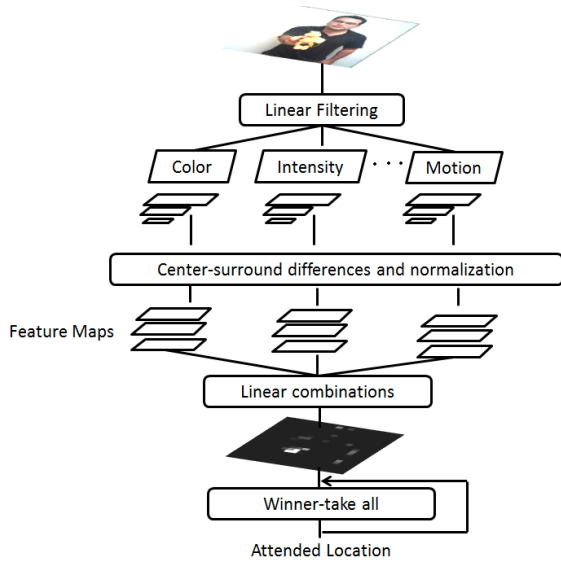 Linear Filtering
Color Intensity . . . Motion
Center-surround differences and normalization
Feature Maps
Linear combinations
Winner-take all
Attended Location